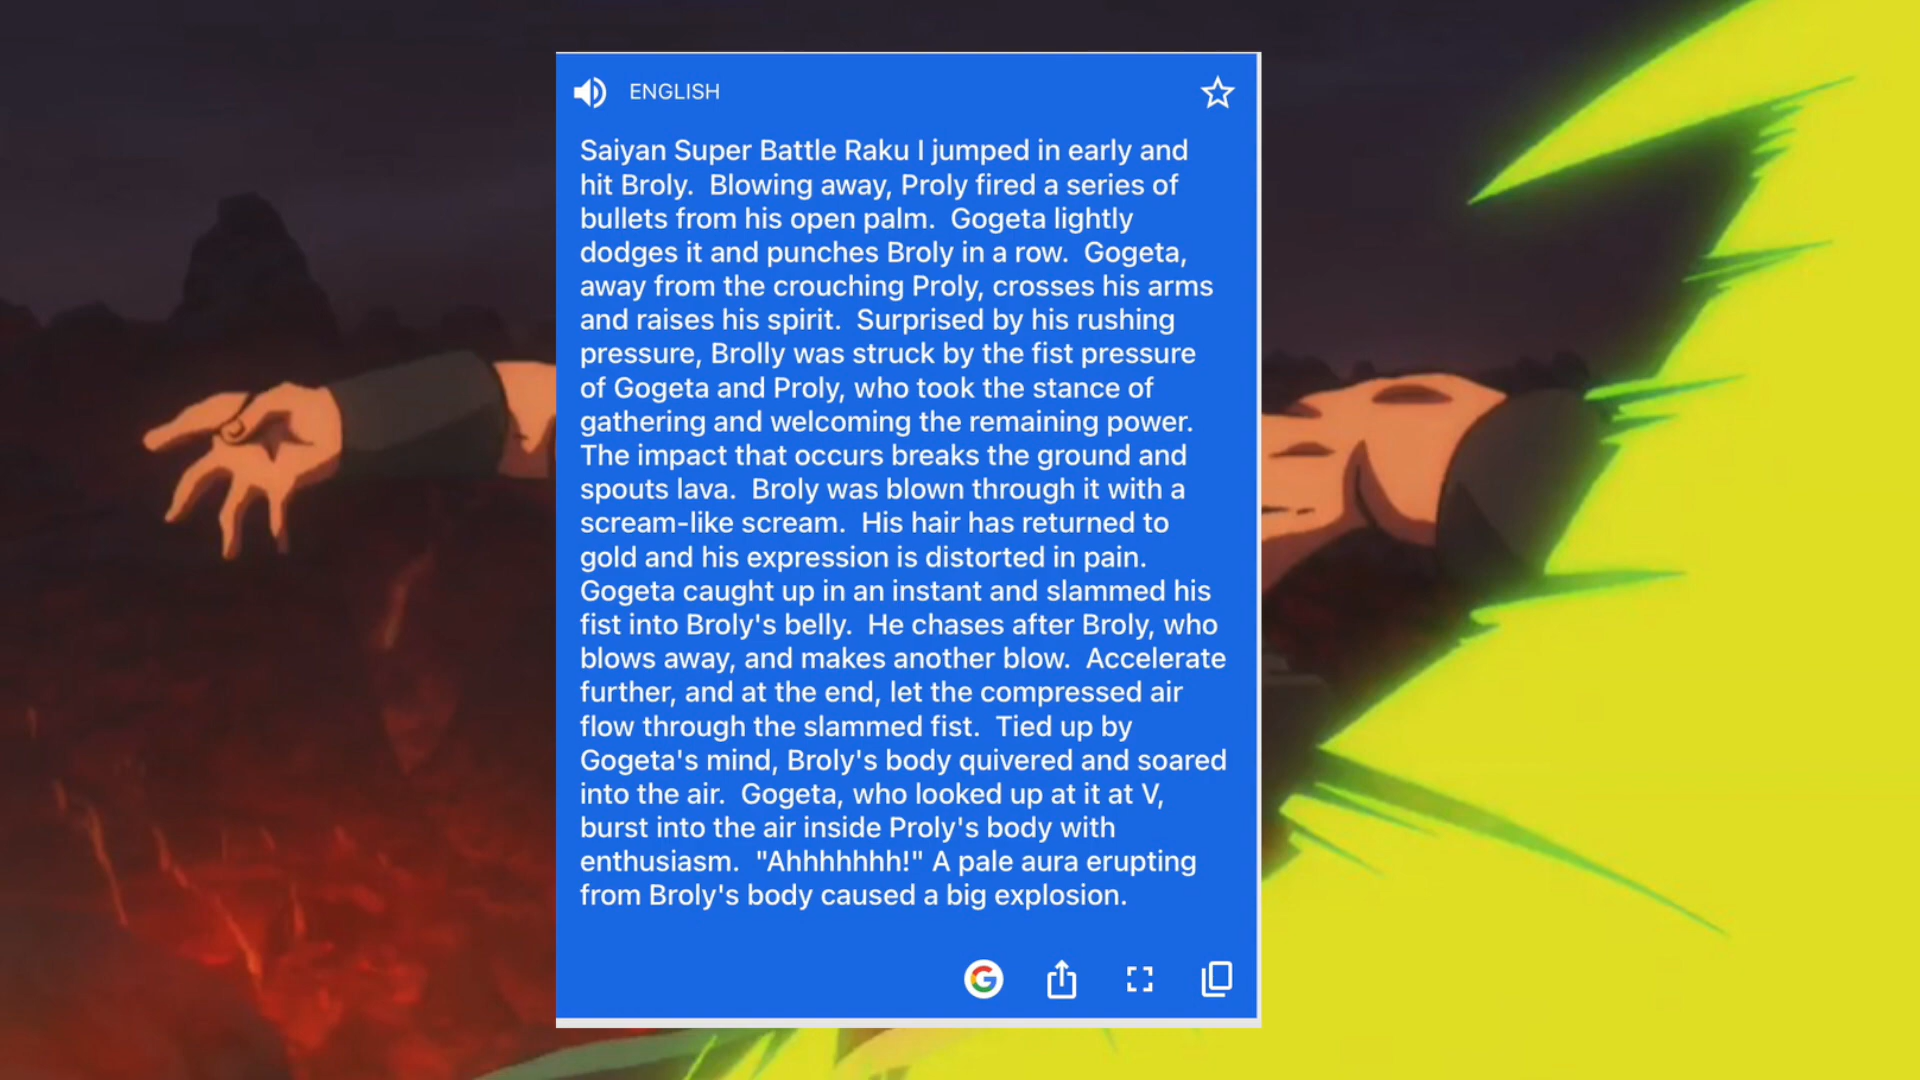 ENGLISH
Saiyan Super Battle Raku I jumped in early and
hit Broly.  Blowing away, Proly fired a series of
bullets from his open palm.  Gogeta lightly
dodges it and punches Broly in a row.  Gogeta,
away from the crouching Proly, crosses his arms
and raises his spirit.  Surprised by his rushing
pressure, Brolly was struck by the fist pressure
of Gogeta and Proly, who took the stance of
gathering and welcoming the remaining power.
The impact that occurs breaks the ground and
spouts lava.  Broly was blown through it with a
scream-like scream.  His hair has returned to
gold and his expression is distorted in pain.
Gogeta caught up in an instant and slammed his
fist into Broly's belly.  He chases after Broly, who
blows away, and makes another blow.  Accelerate
further, and at the end, let the compressed air
flow through the slammed fist.  Tied up by
Gogeta's mind, Broly's body quivered and soared
into the air.  Gogeta, who looked up at it at V,
burst into the air inside Proly's body with
enthusiasm.  "Ahhhhhhh!" A pale aura erupting
from Broly's body caused a big explosion.